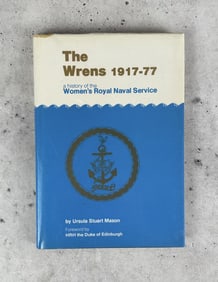 The
Wrens 1917-77
a history of the
Women's Royal Naval Service
by Ursula Stuart Mason
Foreword by
HRH the Duke of Edinburgh